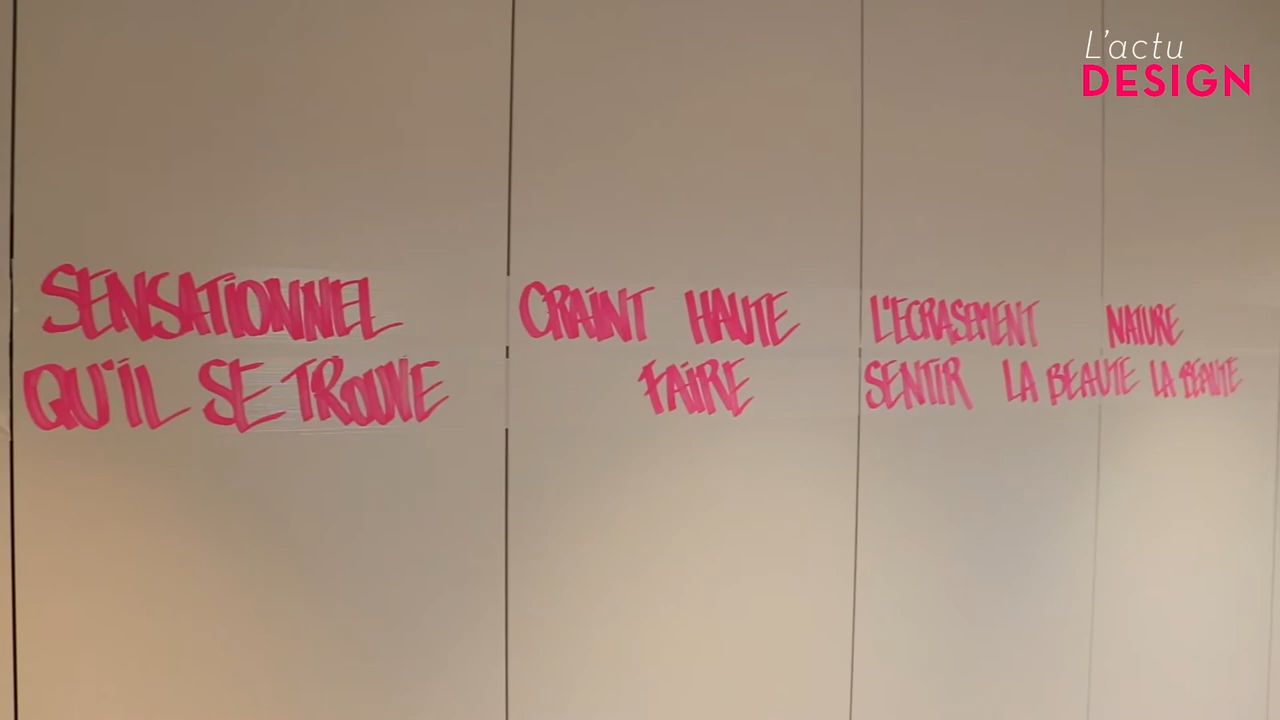 L'actu
DESIGN
SENSATIONNEL CRAINT HAUTE L'ECRASEMENT NATURE
QU'IL SE TROUVE FAIRE SENTIR LA BEAUTE LA BEAUTE